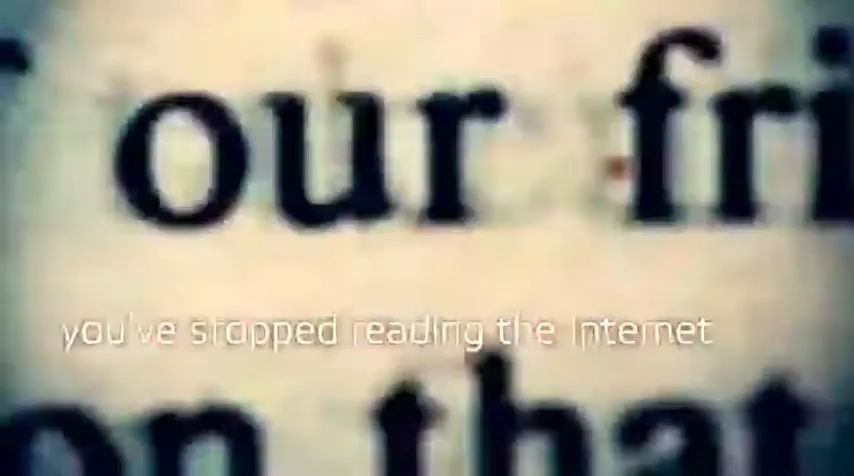 our fri
you've stopped reading the Internet
on that